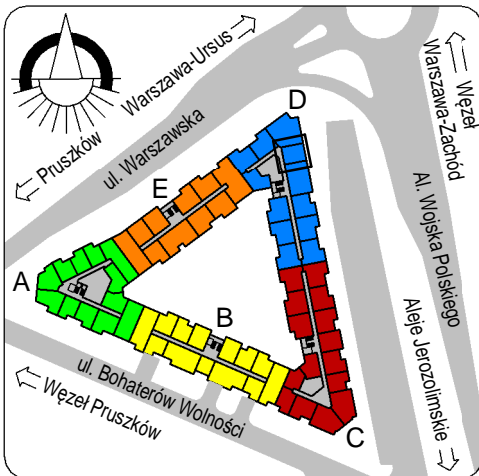 Warszawa-Ursus
Pruszków
ul. Warszawska
Węzeł
Warszawa-Zachód
Al. Wojska Polskiego
D
E
A
B
C
Aleje Jerozolimskie
ul. Bohaterów Wolności
Węzeł Pruszków